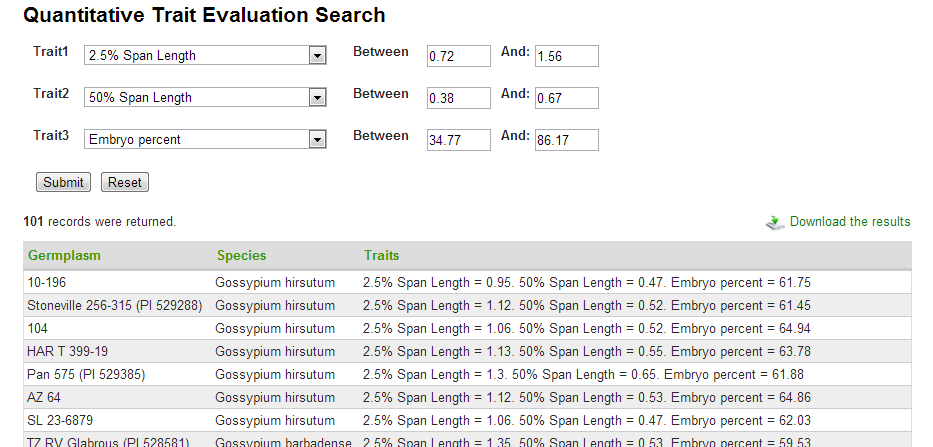 Quantitative Trait Evaluation Search
Trait1 2.5% Span Length Between 0.72 And: 1.56
Trait2 50% Span Length Between 0.38 And: 0.67
Trait3 Embryo percent Between 34.77 And: 86.17
Submit Reset
101 records were returned. Download the results
Germplasm Species Traits
10-196 Gossypium hirsutum 2.5% Span Length = 0.95. 50% Span Length = 0.47. Embryo percent = 61.75
Stoneville 256-315 (PI 529288) Gossypium hirsutum 2.5% Span Length = 1.12. 50% Span Length = 0.52. Embryo percent = 61.45
104 Gossypium hirsutum 2.5% Span Length = 1.06. 50% Span Length = 0.52. Embryo percent = 64.94
HAR T 399-19 Gossypium hirsutum 2.5% Span Length = 1.13. 50% Span Length = 0.55. Embryo percent = 63.78
Pan 575 (PI 529385) Gossypium hirsutum 2.5% Span Length = 1.3. 50% Span Length = 0.65. Embryo percent = 61.88
AZ 64 Gossypium hirsutum 2.5% Span Length = 1.12. 50% Span Length = 0.53. Embryo percent = 64.86
SL 23-6879 Gossypium hirsutum 2.5% Span Length = 1.06. 50% Span Length = 0.47. Embryo percent = 62.03
TZ RV Glabrous (PI 528581) Gossypium barbadense 2.5% Span Length = 1.35. 50% Span Length = 0.53. Embryo percent = 59.53